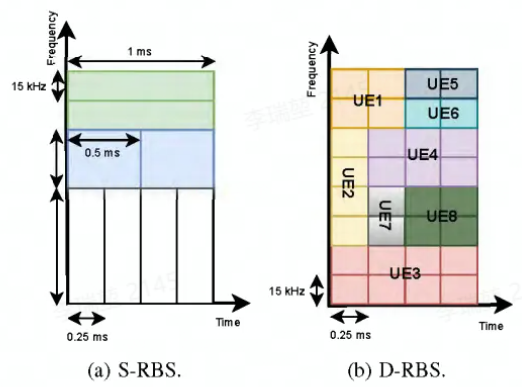 Frequency
1 ms
15 kHz
0.5 ms
0.25 ms
Time
(a) S-RBS.
Frequency
UE1
UE5
UE6
UE4
UE2
UE7
UE8
UE3
15 kHz
0.25 ms
Time
(b) D-RBS.